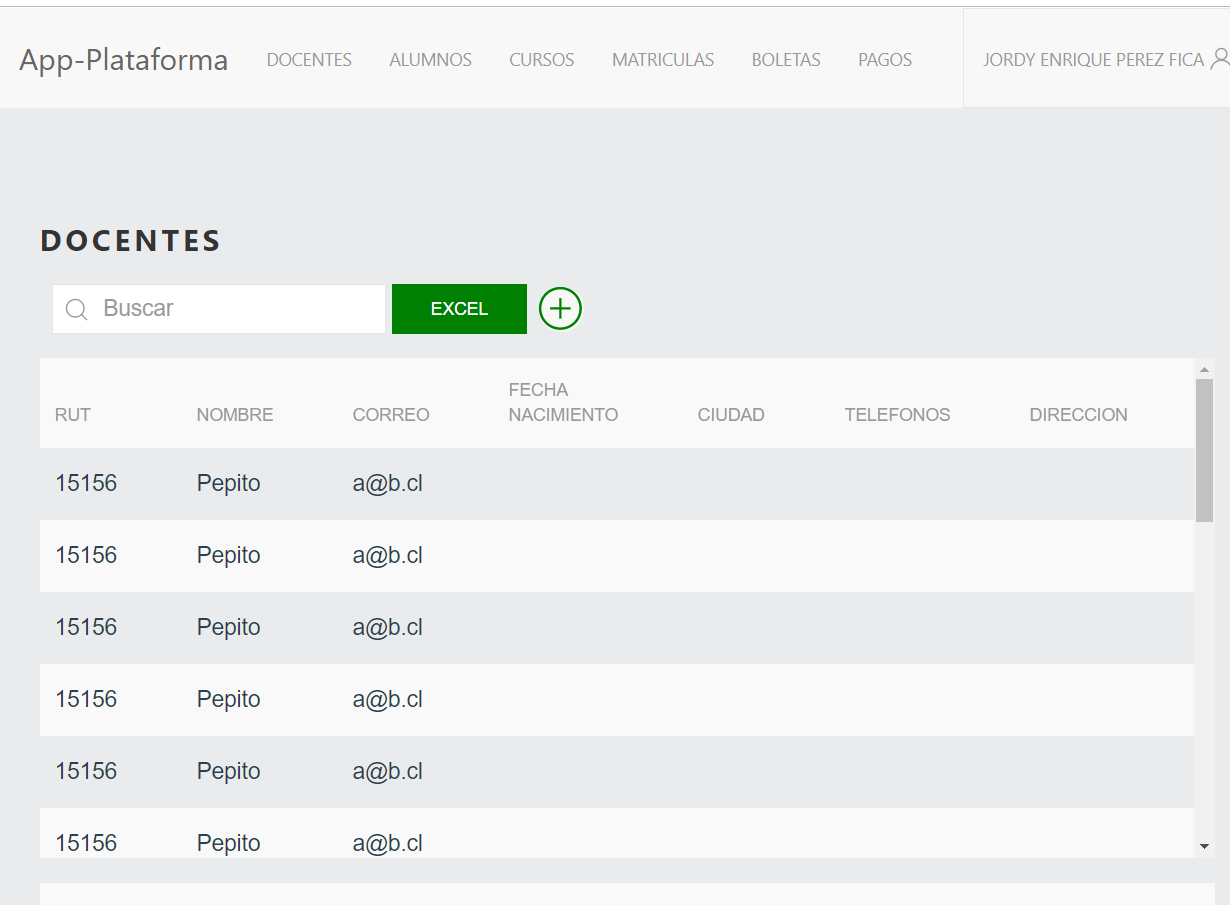 App-Plataforma DOCENTES ALUMNOS CURSOS MATRICULAS BOLETAS PAGOS JORDY ENRIQUE PEREZ FICA
DOCENTES
Buscar EXCEL
RUT NOMBRE CORREO FECHA NACIMIENTO CIUDAD TELEFONOS DIRECCION
15156 Pepito a@b.cl
15156 Pepito a@b.cl
15156 Pepito a@b.cl
15156 Pepito a@b.cl
15156 Pepito a@b.cl
15156 Pepito a@b.cl